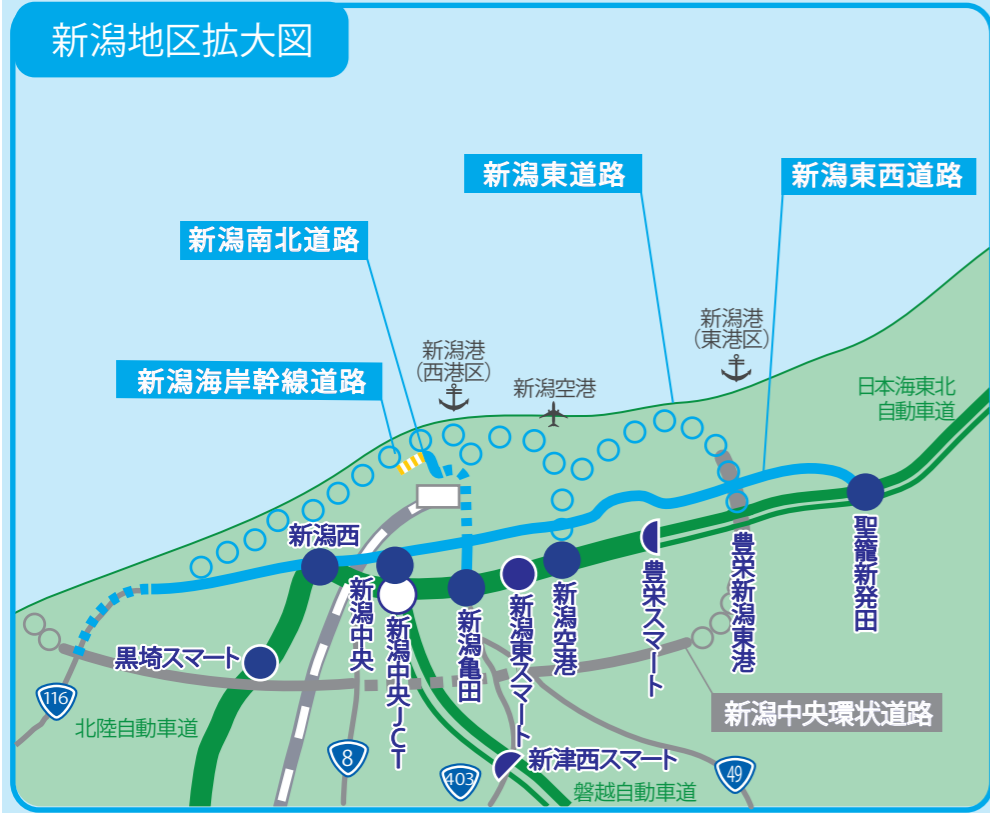 新潟地区拡大図
新潟東道路
新潟東西道路
新潟南北道路
新潟海岸幹線道路
新潟港
(東港区)
新潟港
(西港区)
新潟空港
日本海東北
自動車道
新潟西
新潟中央
新潟中央JCT
新潟亀田
新潟東スマート
新潟空港
豊栄スマート
豊栄新潟東港
聖籠新発田
黒埼スマート
116
北陸自動車道
8
403
新津西スマート
49
磐越自動車道
新潟中央環状道路